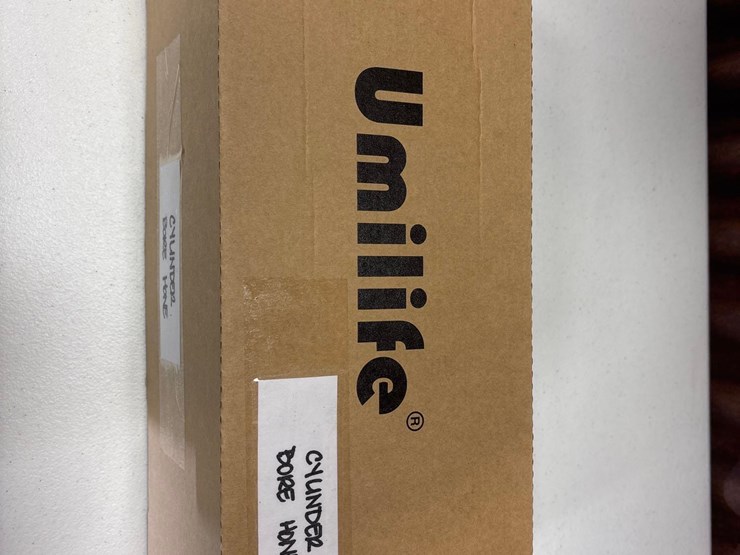 Umilife®
CYLINDER
BORE HON
CYLINDER
BORE HONE